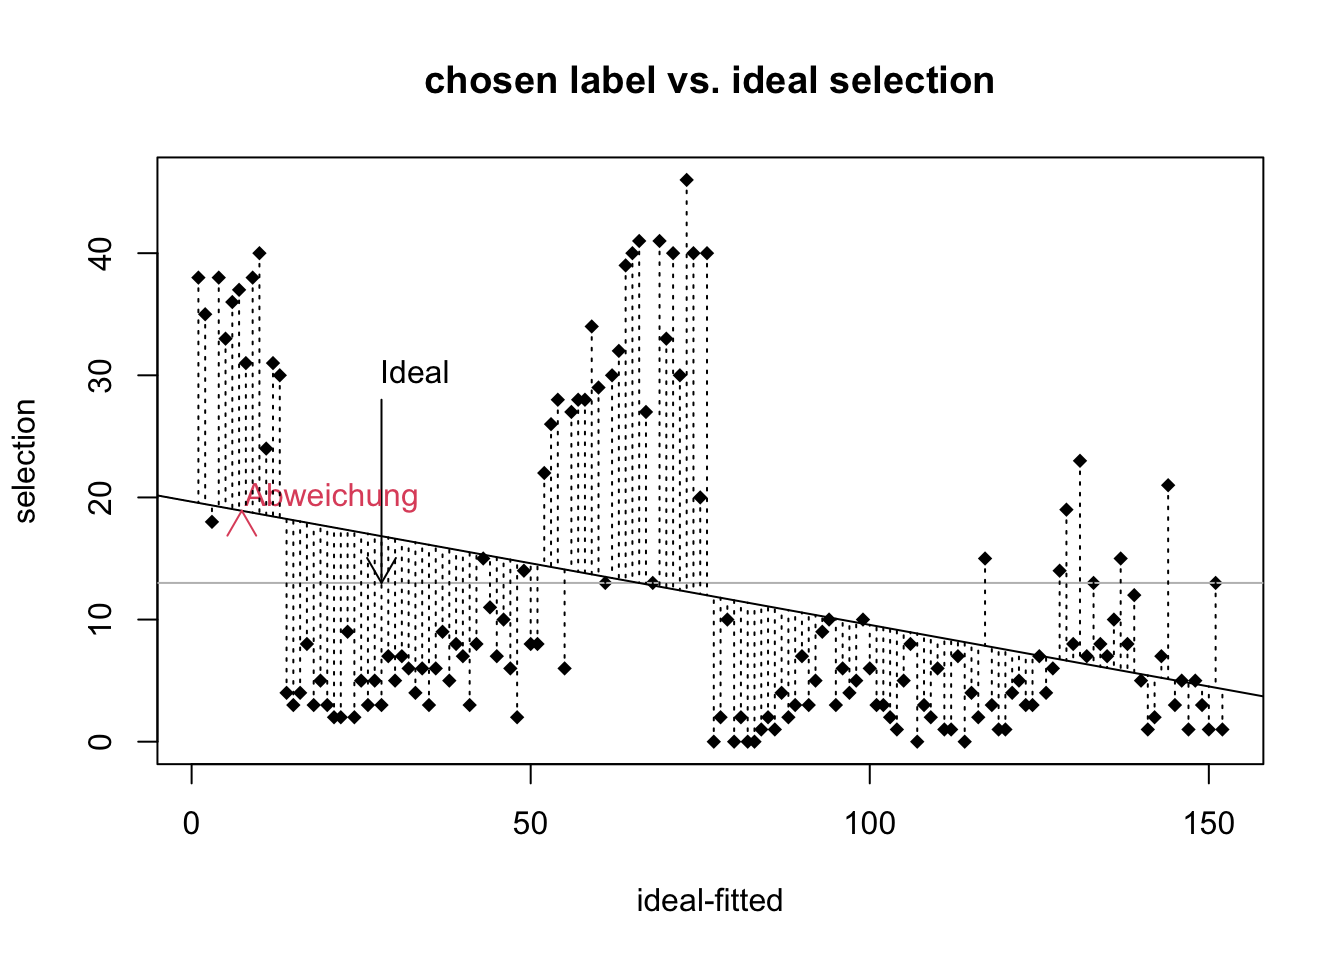 chosen label vs. ideal selection
40
30
20
10
0
selection
Ideal
Abweichung
0 50 100 150
ideal-fitted